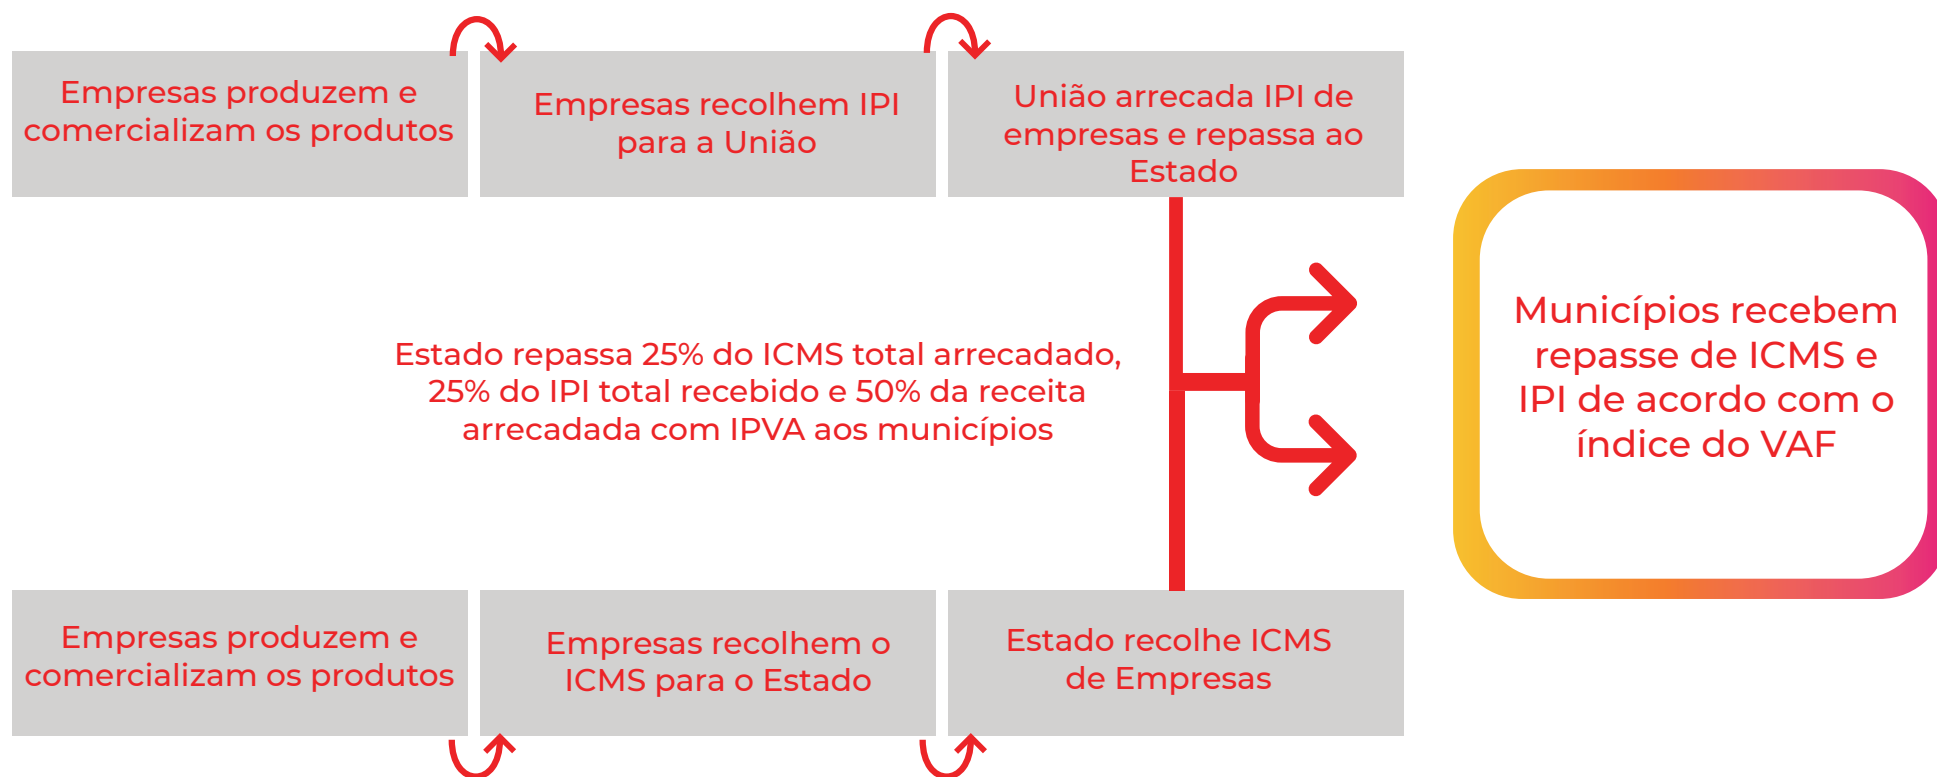 Empresas produzem e
comercializam os produtos
Empresas recolhem IPI
para a União
União arrecada IPI de
empresas e repassa ao
Estado
Estado repassa 25% do ICMS total arrecadado,
25% do IPI total recebido e 50% da receita
arrecadada com IPVA aos municípios
Municípios recebem
repasse de ICMS e
IPI de acordo com o
índice do VAF
Empresas produzem e
comercializam os produtos
Empresas recolhem o
ICMS para o Estado
Estado recolhe ICMS
de Empresas